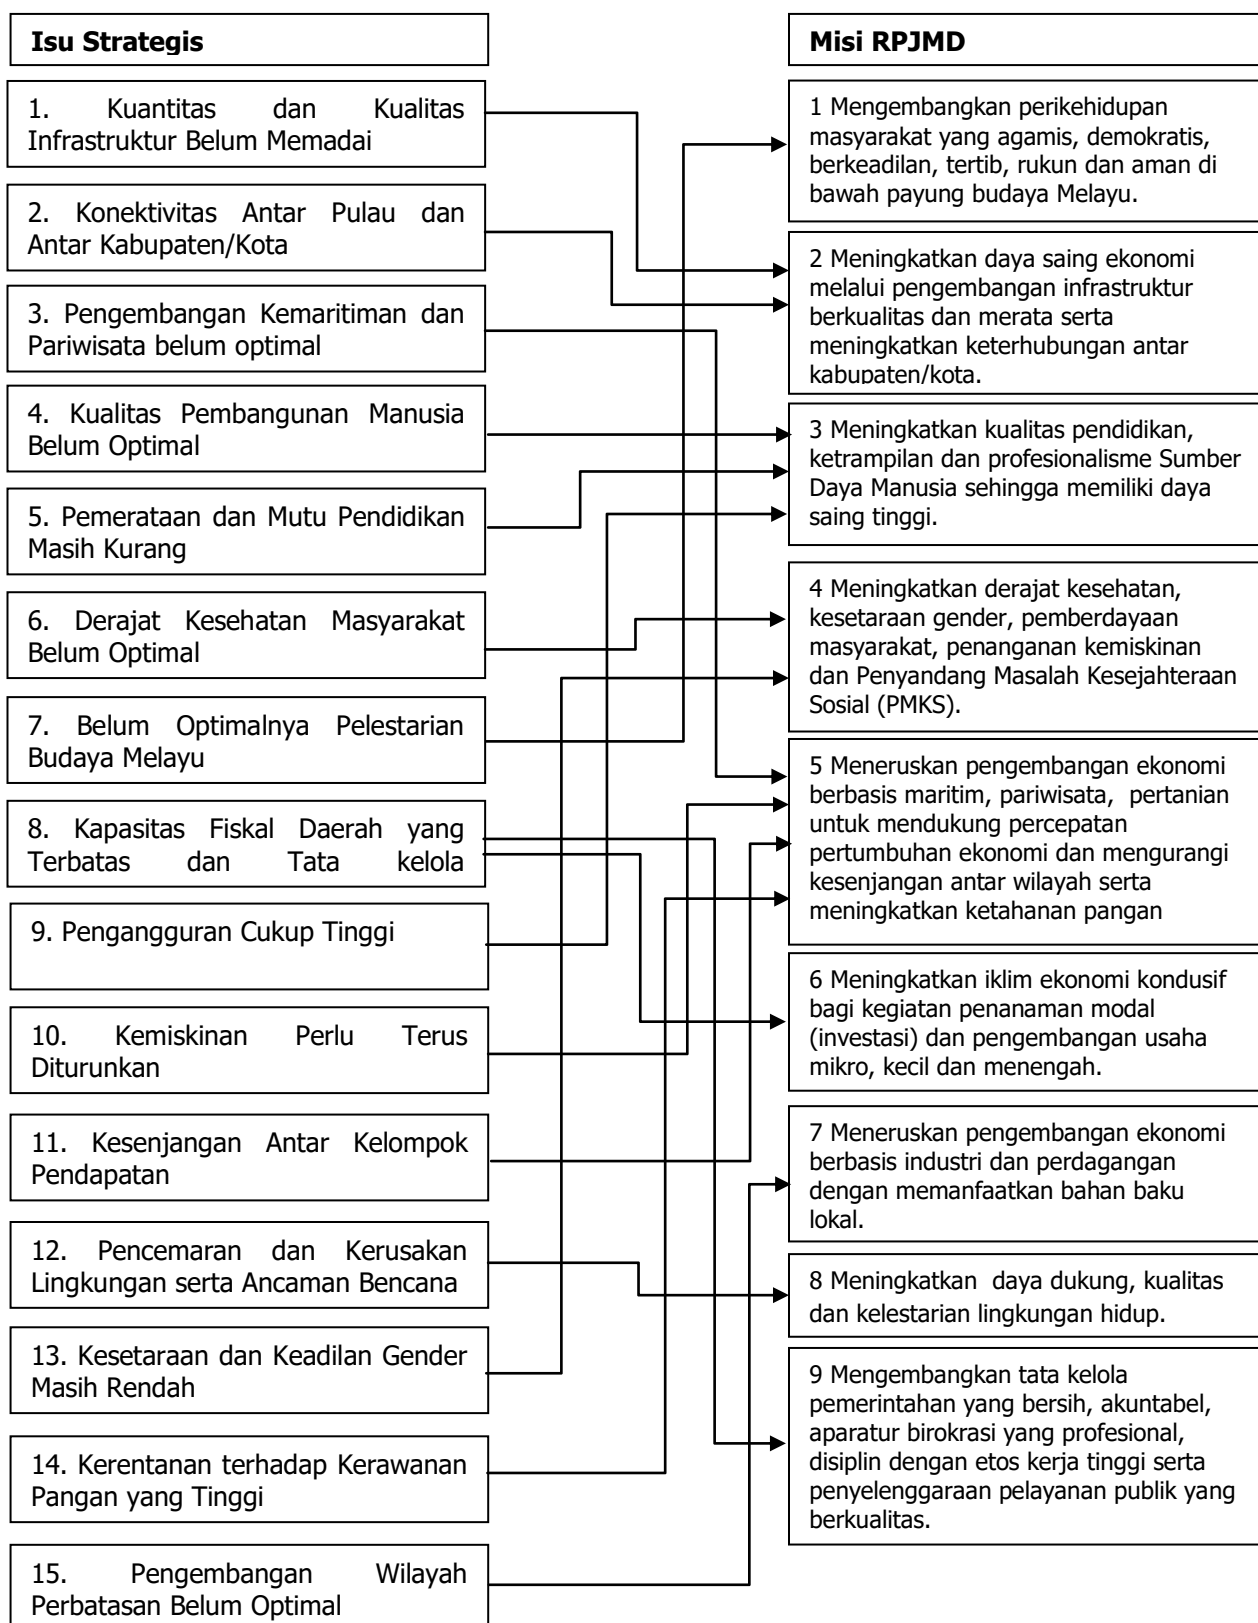 Isu Strategis
1. Kuantitas dan Kualitas
Infrastruktur Belum Memadai
2. Konektivitas Antar Pulau dan
Antar Kabupaten/Kota
3. Pengembangan Kemaritiman dan
Pariwisata belum optimal
4. Kualitas Pembangunan Manusia
Belum Optimal
5. Pemerataan dan Mutu Pendidikan
Masih Kurang
6. Derajat Kesehatan Masyarakat
Belum Optimal
7. Belum Optimalnya Pelestarian
Budaya Melayu
8. Kapasitas Fiskal Daerah yang
Terbatas dan Tata kelola
9. Pengangguran Cukup Tinggi
10. Kemiskinan Perlu Terus
Diturunkan
11. Kesenjangan Antar Kelompok
Pendapatan
12. Pencemaran dan Kerusakan
Lingkungan serta Ancaman Bencana
13. Kesetaraan dan Keadilan Gender
Masih Rendah
14. Kerentanan terhadap Kerawanan
Pangan yang Tinggi
15. Pengembangan Wilayah
Perbatasan Belum Optimal
Misi RPJMD
1 Mengembangkan perikehidupan
masyarakat yang agamis, demokratis,
berkeadilan, tertib, rukun dan aman di
bawah payung budaya Melayu.
2 Meningkatkan daya saing ekonomi
melalui pengembangan infrastruktur
berkualitas dan merata serta
meningkatkan keterhubungan antar
kabupaten/kota.
3 Meningkatkan kualitas pendidikan,
ketrampilan dan profesionalisme Sumber
Daya Manusia sehingga memiliki daya
saing tinggi.
4 Meningkatkan derajat kesehatan,
kesetaraan gender, pemberdayaan
masyarakat, penanganan kemiskinan
dan Penyandang Masalah Kesejahteraan
Sosial (PMKS).
5 Meneruskan pengembangan ekonomi
berbasis maritim, pariwisata, pertanian
untuk mendukung percepatan
pertumbuhan ekonomi dan mengurangi
kesenjangan antar wilayah serta
meningkatkan ketahanan pangan
6 Meningkatkan iklim ekonomi kondusif
bagi kegiatan penanaman modal
(investasi) dan pengembangan usaha
mikro, kecil dan menengah.
7 Meneruskan pengembangan ekonomi
berbasis industri dan perdagangan
dengan memanfaatkan bahan baku
lokal.
8 Meningkatkan daya dukung, kualitas
dan kelestarian lingkungan hidup.
9 Mengembangkan tata kelola
pemerintahan yang bersih, akuntabel,
aparatur birokrasi yang profesional,
disiplin dengan etos kerja tinggi serta
penyelenggaraan pelayanan publik yang
berkualitas.